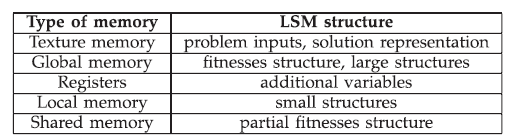 Type of memory LSM structure
Texture memory problem inputs, solution representation
Global memory fitnesses structure, large structures
Registers additional variables
Local memory small structures
Shared memory partial fitnesses structure